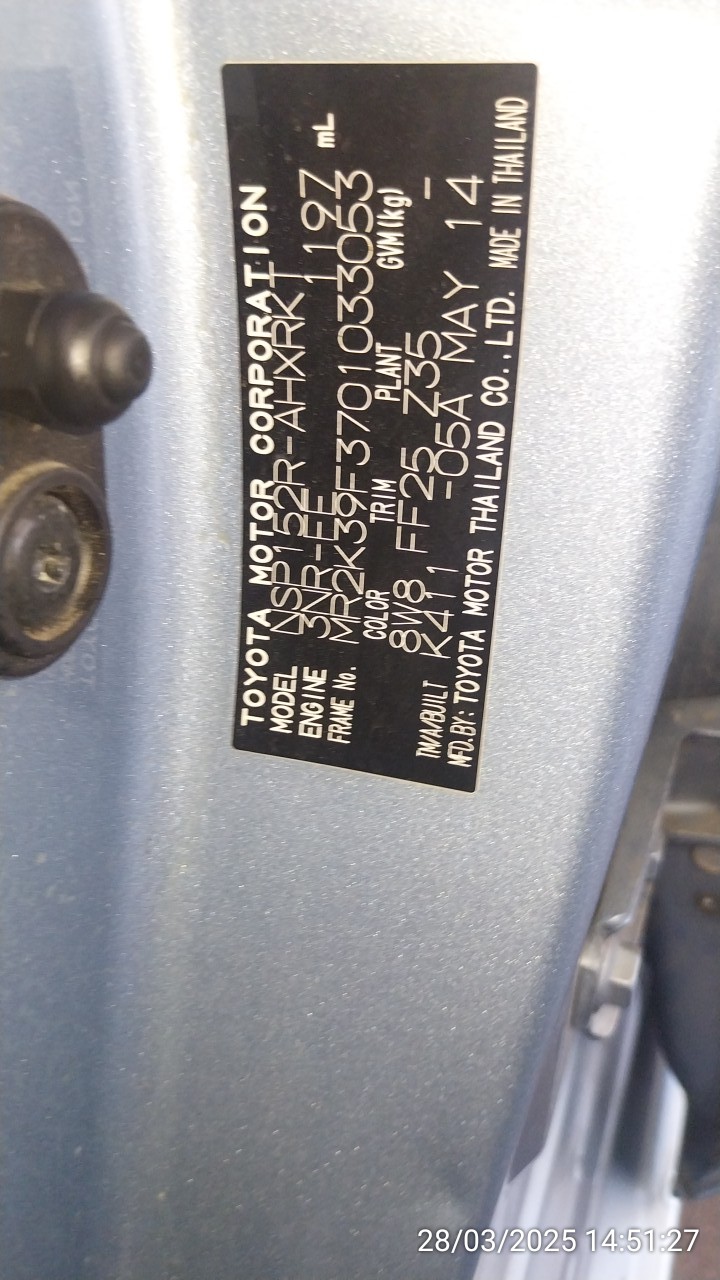 TOYOTA MOTOR CORPORATION
MODEL NSP152R-AHXRKT
ENGINE 3NR-FE 1197 mL
FRAME No. MR2K39F3701033053
COLOR TRIM PLANT GVM(kg)
8W8 FF25 Z35 -
TM/A/BUILT K411 -05A MAY 14
MFD.BY: TOYOTA MOTOR THAILAND CO.,LTD. MADE IN THAILAND
28/03/2025 14:51:27